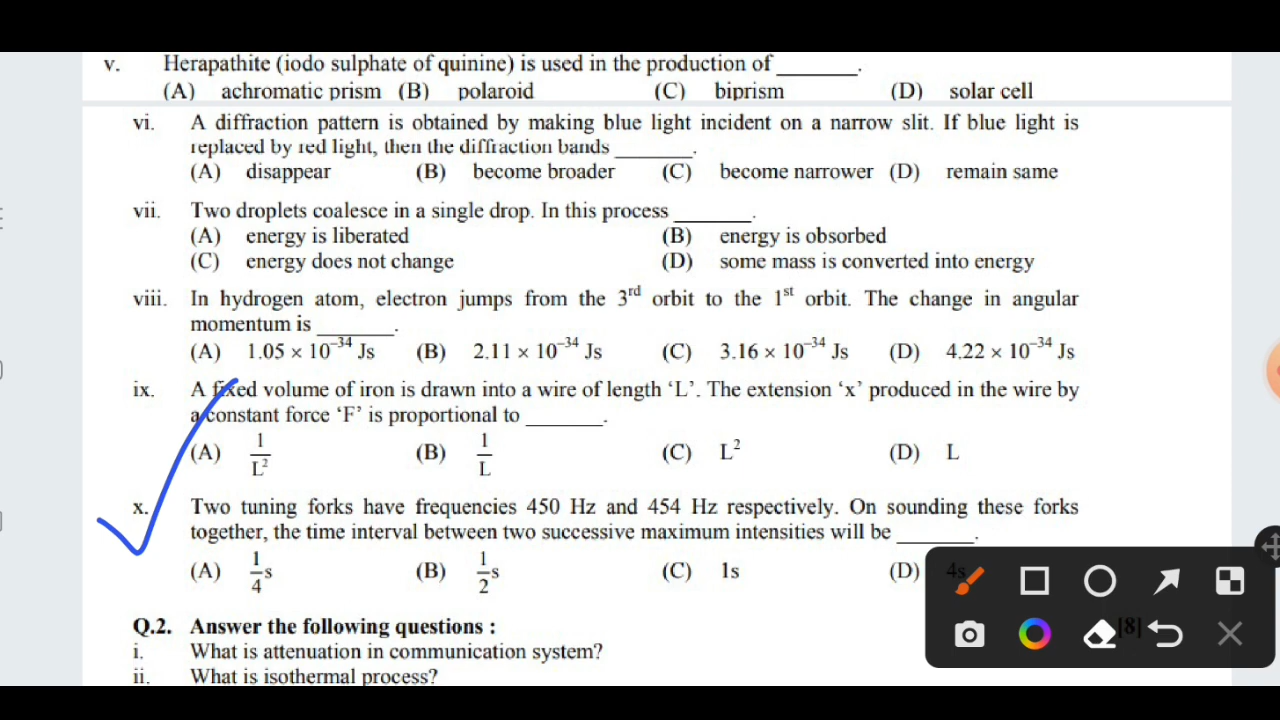 v. Herapathite (iodo sulphate of quinine) is used in the production of ________.
(A) achromatic prism (B) polaroid (C) biprism (D) solar cell
vi. A diffraction pattern is obtained by making blue light incident on a narrow slit. If blue light is
replaced by red light, then the diffraction bands ________.
(A) disappear (B) become broader (C) become narrower (D) remain same
vii. Two droplets coalesce in a single drop. In this process ________.
(A) energy is liberated (B) energy is obsorbed
(C) energy does not change (D) some mass is converted into energy
viii. In hydrogen atom, electron jumps from the 3rd orbit to the 1st orbit. The change in angular
momentum is ________.
(A) 1.05 × 10⁻³⁴ Js (B) 2.11 × 10⁻³⁴ Js (C) 3.16 × 10⁻³⁴ Js (D) 4.22 × 10⁻³⁴ Js
ix. A fixed volume of iron is drawn into a wire of length ‘L’. The extension ‘x’ produced in the wire by
a constant force ‘F’ is proportional to ________.
(A) 1/L² (B) 1/L (C) L² (D) L
x. Two tuning forks have frequencies 450 Hz and 454 Hz respectively. On sounding these forks
together, the time interval between two successive maximum intensities will be ________.
(A) 1/4 s (B) 1/2 s (C) 1s (D) 4s
Q.2. Answer the following questions : [8]
i. What is attenuation in communication system?
ii. What is isothermal process?